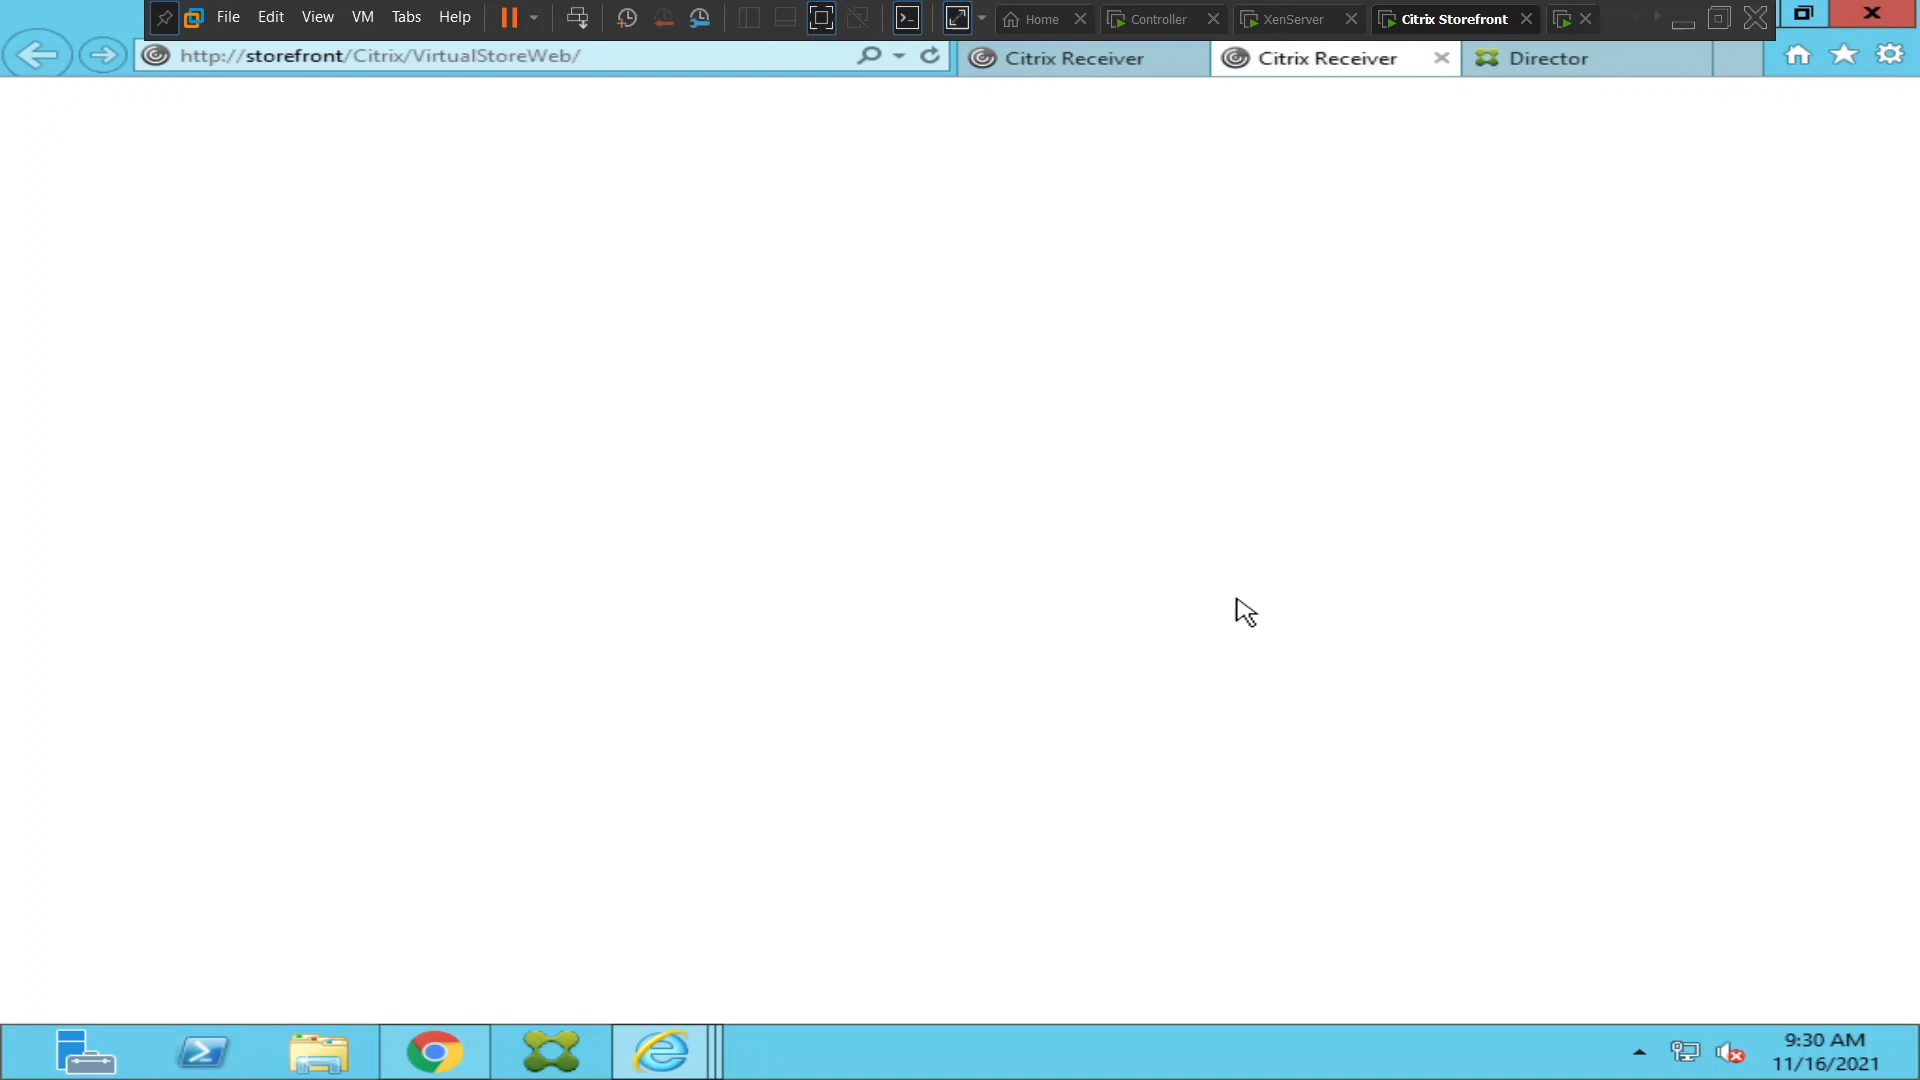 File Edit View VM Tabs Help Home Controller XenServer Citrix Storefront
http://storefront/Citrix/VirtualStoreWeb/ Citrix Receiver Citrix Receiver Director
9:30 AM
11/16/2021